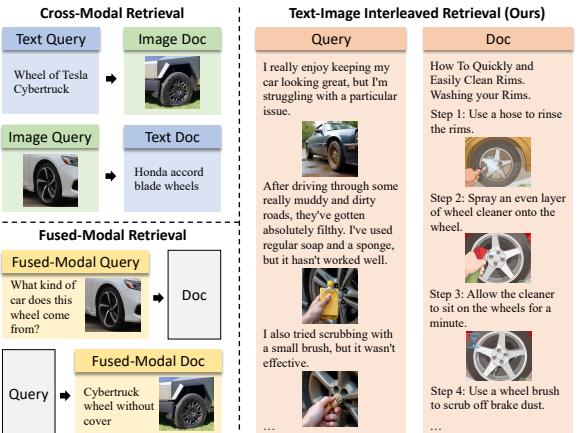 Cross-Modal Retrieval
Text Query
Image Doc
Wheel of Tesla
Cybertruck
Image Query
Text Doc
Honda accord
blade wheels
Fused-Modal Retrieval
Fused-Modal Query
What kind of
car does this
wheel come
from?
Doc
Query
Fused-Modal Doc
Cybertruck
wheel without
cover
Text-Image Interleaved Retrieval (Ours)
Query
I really enjoy keeping my
car looking great, but I'm
struggling with a particular
issue.
After driving through some
really muddy and dirty
roads, they've gotten
absolutely filthy. I've used
regular soap and a sponge,
but it hasn't worked well.
I also tried scrubbing with
a small brush, but it wasn't
effective.
…
Doc
How To Quickly and
Easily Clean Rims.
Washing your Rims.
Step 1: Use a hose to rinse
the rims.
Step 2: Spray an even layer
of wheel cleaner onto the
wheel.
Step 3: Allow the cleaner
to sit on the wheels for a
minute.
Step 4: Use a wheel brush
to scrub off brake dust.
…